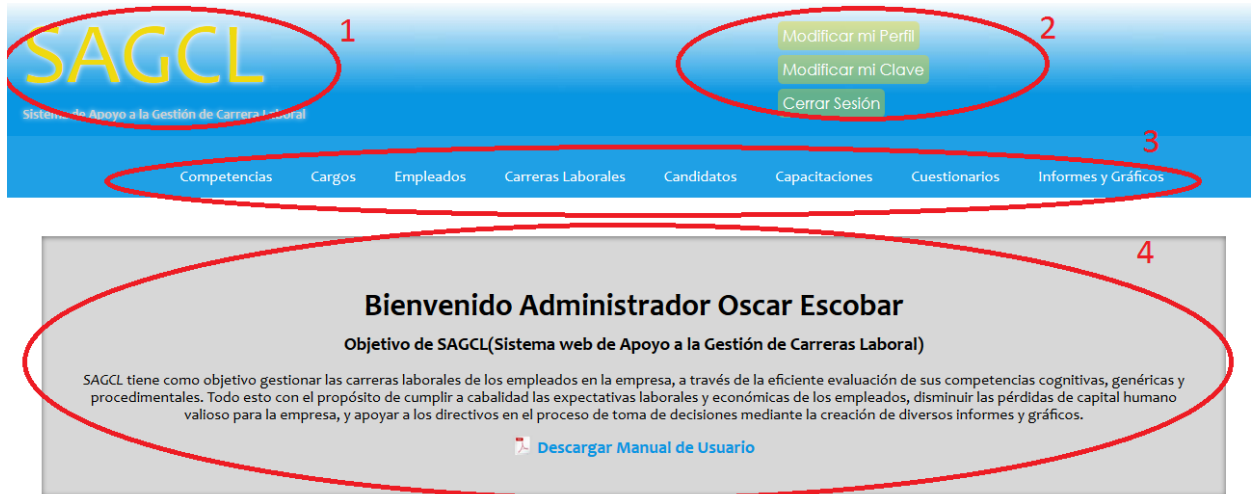 SAGCL
1
Sistema de Apoyo a la Gestión de Carrera Laboral
Modificar mi Perfil
2
Modificar mi Clave
Cerrar Sesión
3
Competencias Cargos Empleados Carreras Laborales Candidatos Capacitaciones Cuestionarios Informes y Gráficos
4
Bienvenido Administrador Oscar Escobar
Objetivo de SAGCL(Sistema web de Apoyo a la Gestión de Carreras Laboral)
SAGCL tiene como objetivo gestionar las carreras laborales de los empleados en la empresa, a través de la eficiente evaluación de sus competencias cognitivas, genéricas y
procedimentales. Todo esto con el propósito de cumplir a cabalidad las expectativas laborales y económicas de los empleados, disminuir las pérdidas de capital humano
valioso para la empresa, y apoyar a los directivos en el proceso de toma de decisiones mediante la creación de diversos informes y gráficos.
Descargar Manual de Usuario